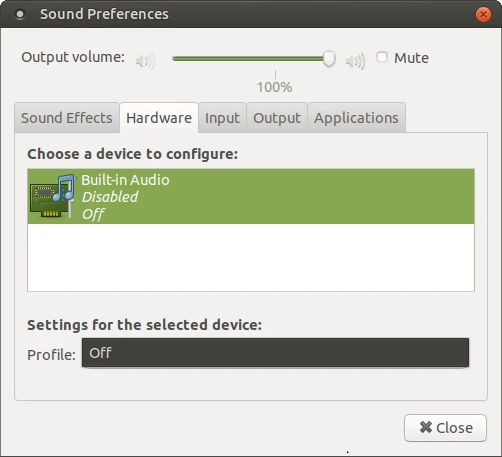 Sound Preferences
Output volume:
Mute
100%
Sound Effects Hardware Input Output Applications
Choose a device to configure:
Built-in Audio
Disabled
Off
Settings for the selected device:
Profile: Off
Close